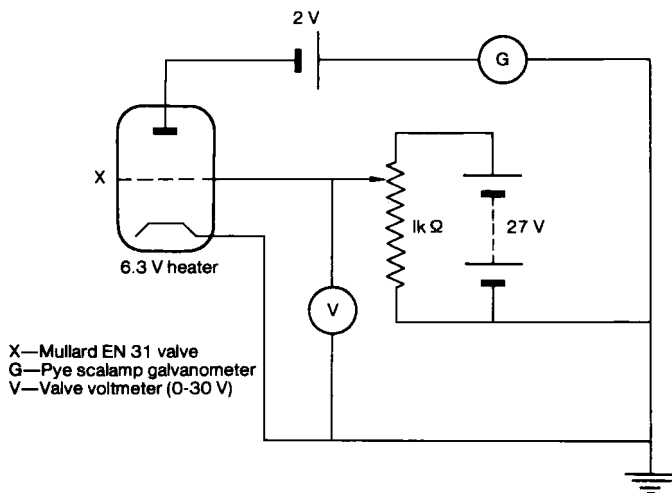 2 V
G
X
1k Ω
27 V
6.3 V heater
V
X—Mullard EN 31 valve
G—Pye scalamp galvanometer
V—Valve voltmeter (0-30 V)